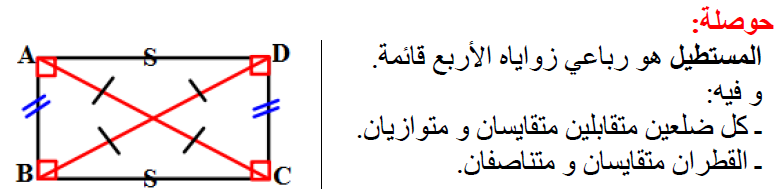 حوصلة:
المستطيل هو رباعي زواياه الأربع قائمة.
و فيه:
ـ كل ضلعين متقابلين متقايسان و متوازيان.
ـ القطران متقايسان و متناصفان.
A S D
B S C